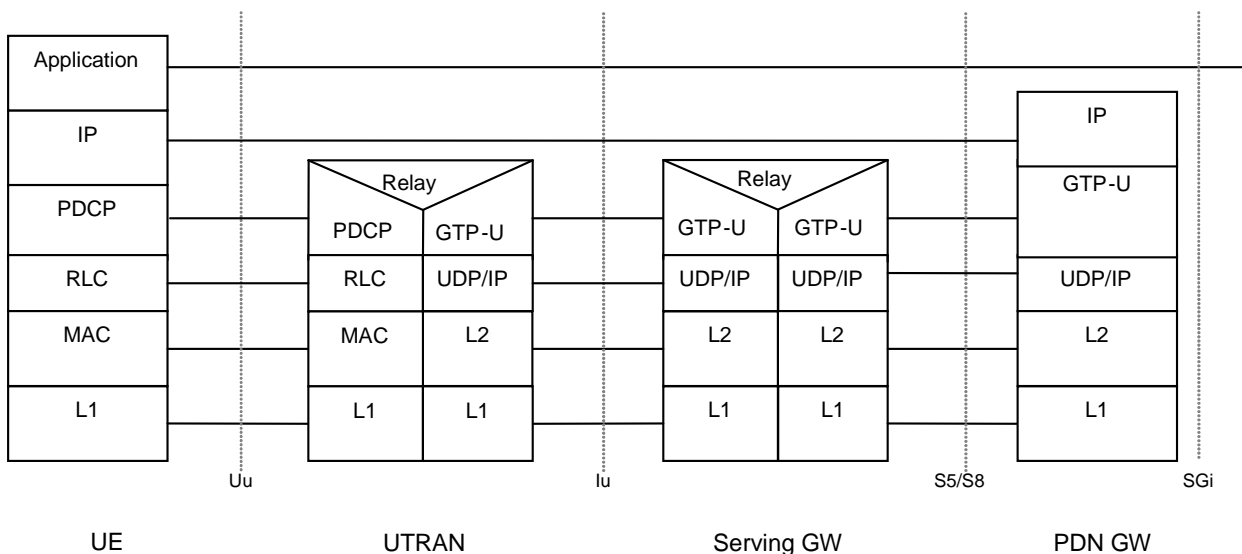 Application
IP
IP
Relay
Relay
GTP-U
PDCP
PDCP
GTP-U
GTP-U
GTP-U
RLC
RLC
UDP/IP
UDP/IP
UDP/IP
UDP/IP
MAC
MAC
L2
L2
L2
L2
L1
L1
L1
L1
L1
L1
Uu
Iu
S5/S8
SGi
UE
UTRAN
Serving GW
PDN GW